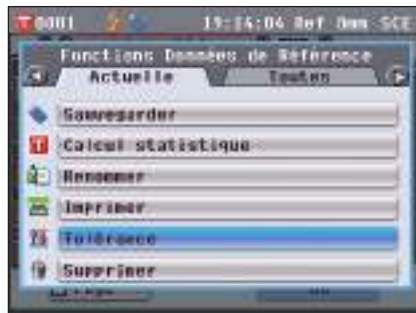 T 0001 19:14:04 Ref 0mm SCE
Fonctions Données de Référence
Actuelle Toutes
Sauvegarder
T Calcul statistique
Renommer
Imprimer
Tolérance
Supprimer